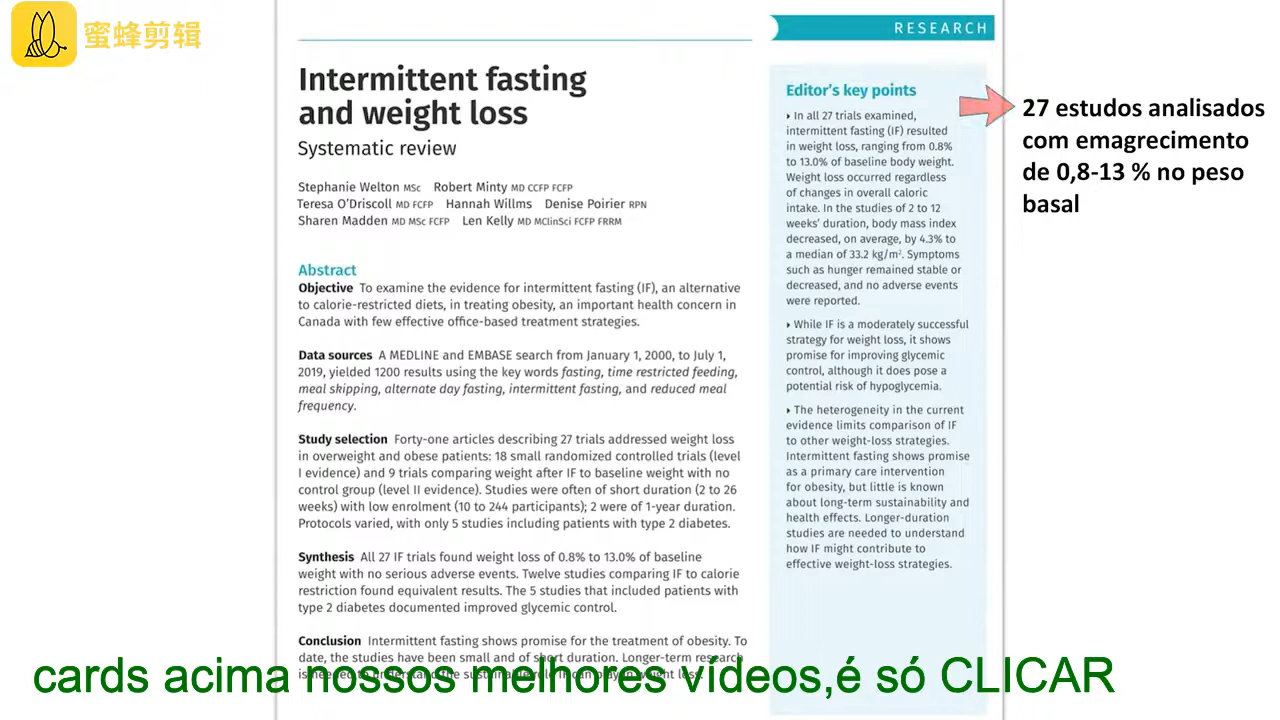 蜜蜂剪辑
RESEARCH
Intermittent fasting
and weight loss
Systematic review
Stephanie Welton MSc Robert Minty MD CCFP FCFP
Teresa O’Driscoll MD FCFP Hannah Willms Denise Poirier RPN
Sharen Madden MD MSc FCFP Len Kelly MD MClinSci FCFP FRRM
Abstract
Objective To examine the evidence for intermittent fasting (IF), an alternative
to calorie-restricted diets, in treating obesity, an important health concern in
Canada with few effective office-based treatment strategies.
Data sources A MEDLINE and EMBASE search from January 1, 2000, to July 1,
2019, yielded 1200 results using the key words fasting, time restricted feeding,
meal skipping, alternate day fasting, intermittent fasting, and reduced meal
frequency.
Study selection Forty-one articles describing 27 trials addressed weight loss
in overweight and obese patients: 18 small randomized controlled trials (level
I evidence) and 9 trials comparing weight after IF to baseline weight with no
control group (level II evidence). Studies were often of short duration (2 to 26
weeks) with low enrolment (10 to 244 participants); 2 were of 1-year duration.
Protocols varied, with only 5 studies including patients with type 2 diabetes.
Synthesis All 27 IF trials found weight loss of 0.8% to 13.0% of baseline
weight with no serious adverse events. Twelve studies comparing IF to calorie
restriction found equivalent results. The 5 studies that included patients with
type 2 diabetes documented improved glycemic control.
Conclusion Intermittent fasting shows promise for the treatment of obesity. To
date, the studies have been small and of short duration. Longer-term research
is needed to understand the sustainable role IF can play in weight loss.
Editor’s key points
‣ In all 27 trials examined,
intermittent fasting (IF) resulted
in weight loss, ranging from 0.8%
to 13.0% of baseline body weight.
Weight loss occurred regardless
of changes in overall caloric
intake. In the studies of 2 to 12
weeks’ duration, body mass index
decreased, on average, by 4.3% to
a median of 33.2 kg/m². Symptoms
such as hunger remained stable or
decreased, and no adverse events
were reported.
‣ While IF is a moderately successful
strategy for weight loss, it shows
promise for improving glycemic
control, although it does pose a
potential risk of hypoglycemia.
‣ The heterogeneity in the current
evidence limits comparison of IF
to other weight-loss strategies.
Intermittent fasting shows promise
as a primary care intervention
for obesity, but little is known
about long-term sustainability and
health effects. Longer-duration
studies are needed to understand
how IF might contribute to
effective weight-loss strategies.
27 estudos analisados
com emagrecimento
de 0,8-13 % no peso
basal
cards acima nossos melhores vídeos,é só CLICAR